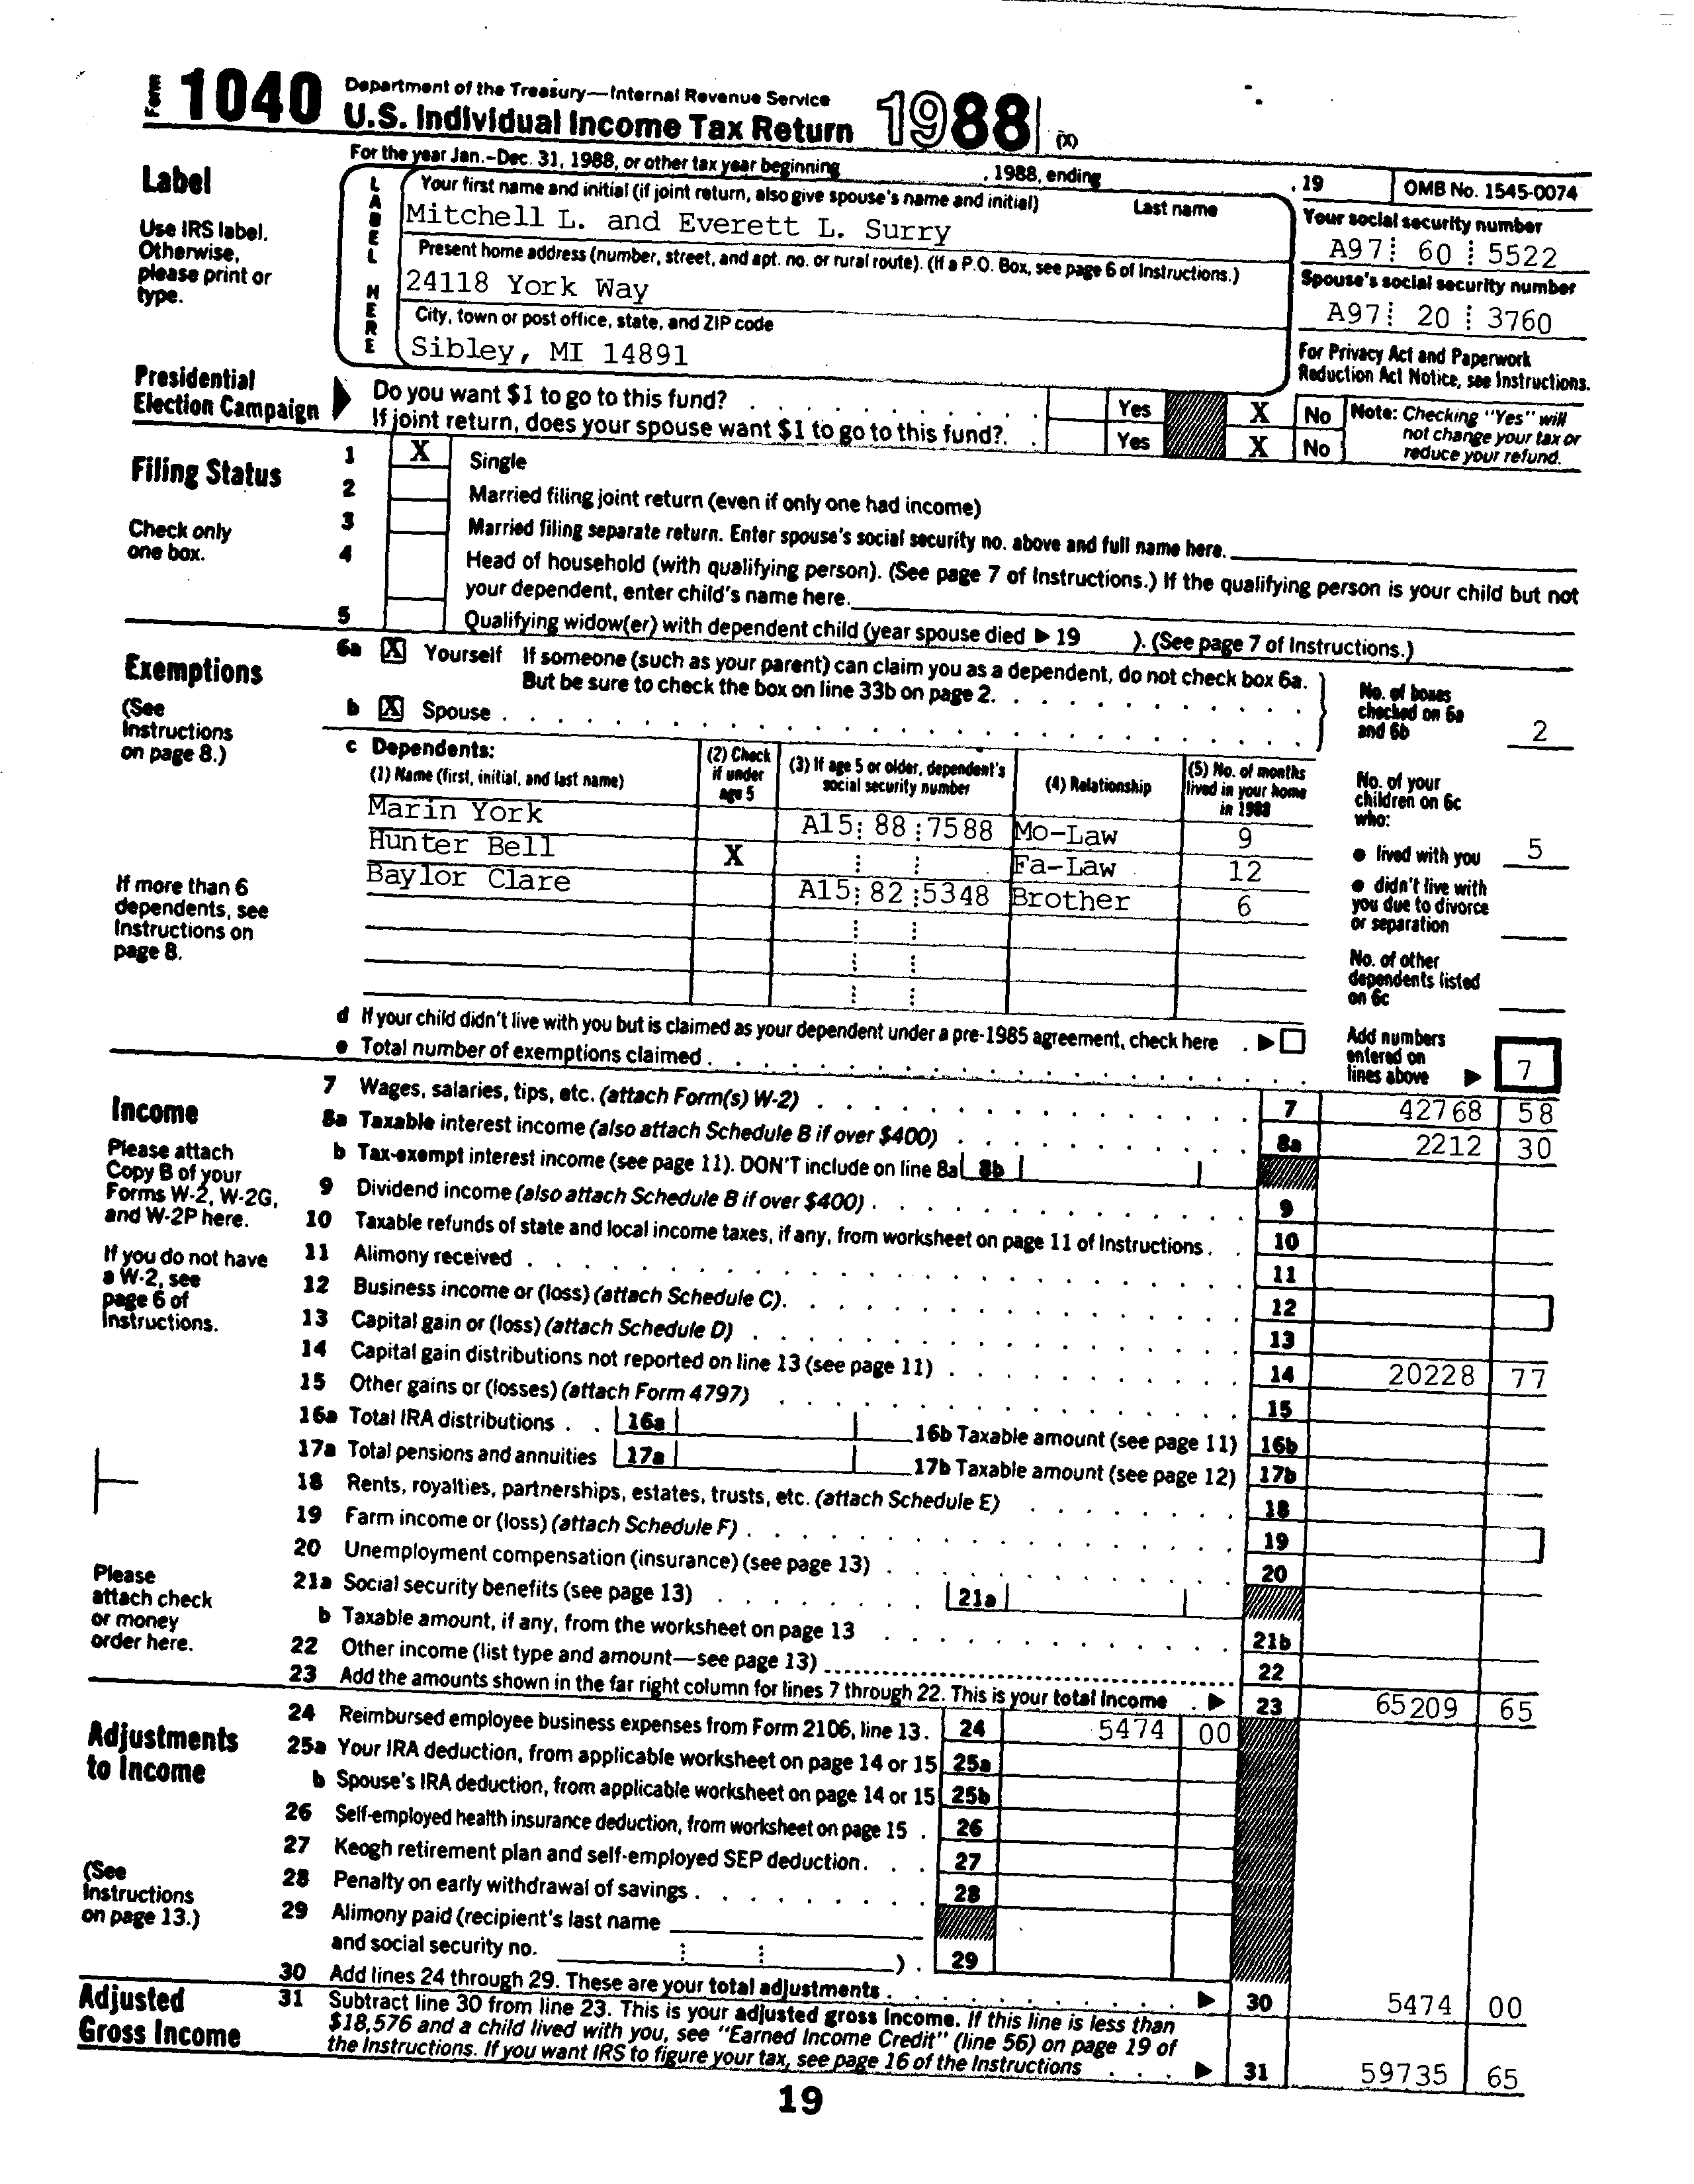 Form 1040 Department of the Treasury—Internal Revenue Service
U.S. Individual Income Tax Return 1988 (X)
For the year Jan.-Dec. 31, 1988, or other tax year beginning , 1988, ending , 19 OMB No. 1545-0074
Label
Use IRS label.
Otherwise,
please print or
type.
LABEL HERE
Your first name and initial (if joint return, also give spouse's name and initial) Last name
Mitchell L. and Everett L. Surry
Your social security number
A97 60 5522
Present home address (number, street, and apt. no. or rural route). (If a P.O. Box, see page 6 of Instructions.)
24118 York Way
Spouse's social security number
A97 20 3760
City, town or post office, state, and ZIP code
Sibley, MI 14891
For Privacy Act and Paperwork
Reduction Act Notice, see Instructions.
Presidential
Election Campaign
Do you want $1 to go to this fund? Yes X No
If joint return, does your spouse want $1 to go to this fund?. Yes X No
Note: Checking "Yes" will
not change your tax or
reduce your refund.
Filing Status
Check only
one box.
1 X Single
2 Married filing joint return (even if only one had income)
3 Married filing separate return. Enter spouse's social security no. above and full name here.
4 Head of household (with qualifying person). (See page 7 of Instructions.) If the qualifying person is your child but not
your dependent, enter child's name here.
5 Qualifying widow(er) with dependent child (year spouse died ▶ 19 ). (See page 7 of Instructions.)
Exemptions
(See
Instructions
on page 8.)
6a X Yourself If someone (such as your parent) can claim you as a dependent, do not check box 6a.
But be sure to check the box on line 33b on page 2.
b X Spouse
No. of boxes
checked on 6a
and 6b 2
c Dependents:
(1) Name (first, initial, and last name)
(2) Check
if under
age 5
(3) If age 5 or older, dependent's
social security number
(4) Relationship
(5) No. of months
lived in your home
in 1988
Marin York A15 88 7588 Mo-Law 9
Hunter Bell X Fa-Law 12
Baylor Clare A15 82 5348 Brother 6
No. of your
children on 6c
who:
● lived with you 5
● didn't live with
you due to divorce
or separation
No. of other
dependents listed
on 6c
If more than 6
dependents, see
Instructions on
page 8.
d If your child didn't live with you but is claimed as your dependent under a pre-1985 agreement, check here ▶
e Total number of exemptions claimed
Add numbers
entered on
lines above ▶ 7
Income
Please attach
Copy B of your
Forms W-2, W-2G,
and W-2P here.
If you do not have
a W-2, see
page 6 of
Instructions.
Please
attach check
or money
order here.
7 Wages, salaries, tips, etc. (attach Form(s) W-2) 7 42768 58
8a Taxable interest income (also attach Schedule B if over $400) 8a 2212 30
b Tax-exempt interest income (see page 11). DON'T include on line 8a 8b
9 Dividend income (also attach Schedule B if over $400) 9
10 Taxable refunds of state and local income taxes, if any, from worksheet on page 11 of Instructions 10
11 Alimony received 11
12 Business income or (loss) (attach Schedule C). 12
13 Capital gain or (loss) (attach Schedule D) 13
14 Capital gain distributions not reported on line 13 (see page 11) 14 20228 77
15 Other gains or (losses) (attach Form 4797) 15
16a Total IRA distributions 16a 16b Taxable amount (see page 11) 16b
17a Total pensions and annuities 17a 17b Taxable amount (see page 12) 17b
18 Rents, royalties, partnerships, estates, trusts, etc. (attach Schedule E) 18
19 Farm income or (loss) (attach Schedule F) 19
20 Unemployment compensation (insurance) (see page 13) 20
21a Social security benefits (see page 13) 21a
b Taxable amount, if any, from the worksheet on page 13 21b
22 Other income (list type and amount—see page 13) 22
23 Add the amounts shown in the far right column for lines 7 through 22. This is your total income ▶ 23 65209 65
Adjustments
to Income
(See
Instructions
on page 13.)
24 Reimbursed employee business expenses from Form 2106, line 13. 24 5474 00
25a Your IRA deduction, from applicable worksheet on page 14 or 15 25a
b Spouse's IRA deduction, from applicable worksheet on page 14 or 15 25b
26 Self-employed health insurance deduction, from worksheet on page 15 26
27 Keogh retirement plan and self-employed SEP deduction 27
28 Penalty on early withdrawal of savings 28
29 Alimony paid (recipient's last name
and social security no. ) 29
30 Add lines 24 through 29. These are your total adjustments ▶ 30 5474 00
Adjusted
Gross Income
31 Subtract line 30 from line 23. This is your adjusted gross income. If this line is less than
$18,576 and a child lived with you, see "Earned Income Credit" (line 56) on page 19 of
the Instructions. If you want IRS to figure your tax, see page 16 of the Instructions ▶ 31 59735 65
19